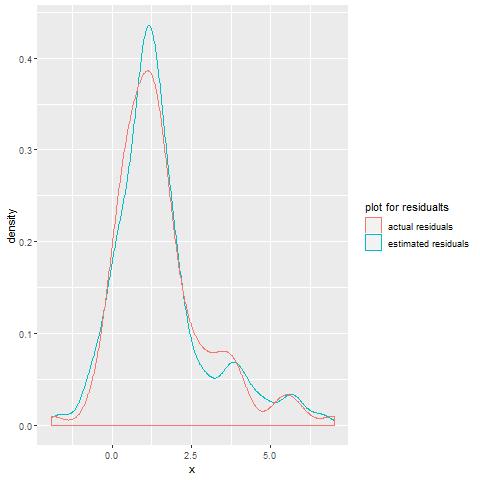 0.4
0.3
0.2
0.1
0.0
density
0.0 2.5 5.0
x
plot for residualts
actual residuals
estimated residuals